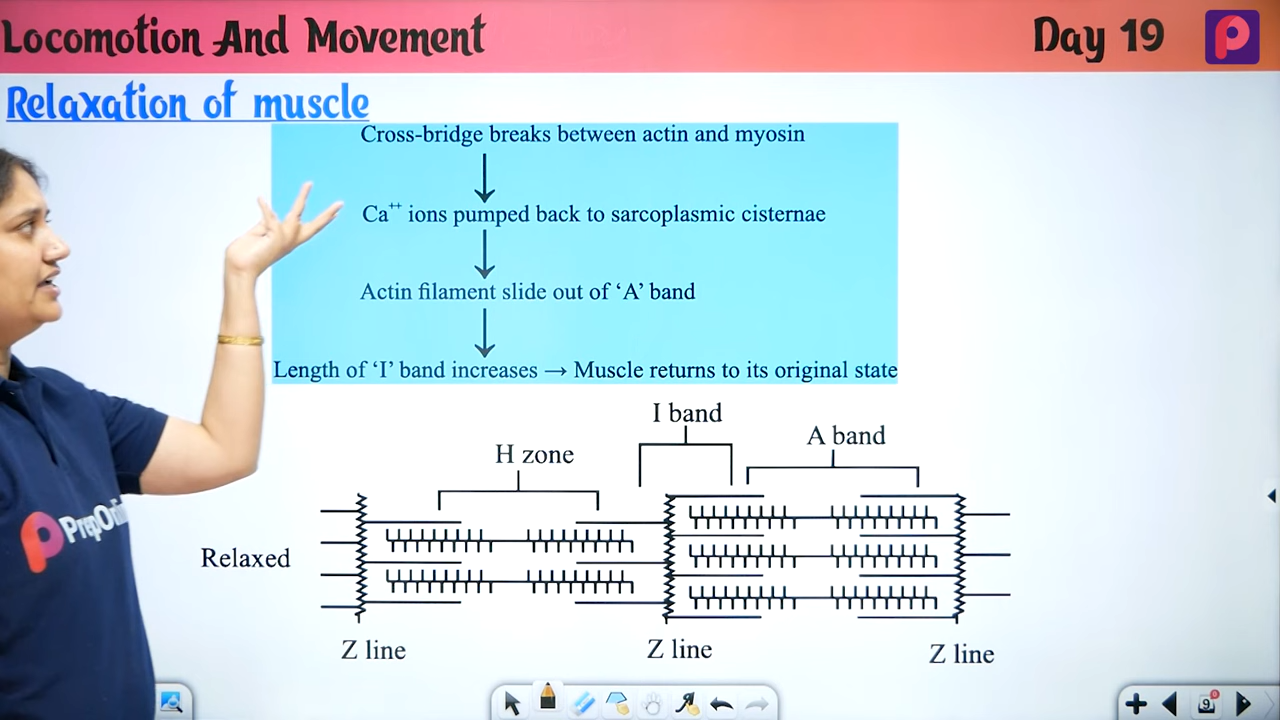 Locomotion And Movement
Day 19
Relaxation of muscle
Cross-bridge breaks between actin and myosin
Ca⁺⁺ ions pumped back to sarcoplasmic cisternae
Actin filament slide out of ‘A’ band
Length of ‘I’ band increases → Muscle returns to its original state
I band
A band
H zone
Relaxed
Z line
Z line
Z line
9